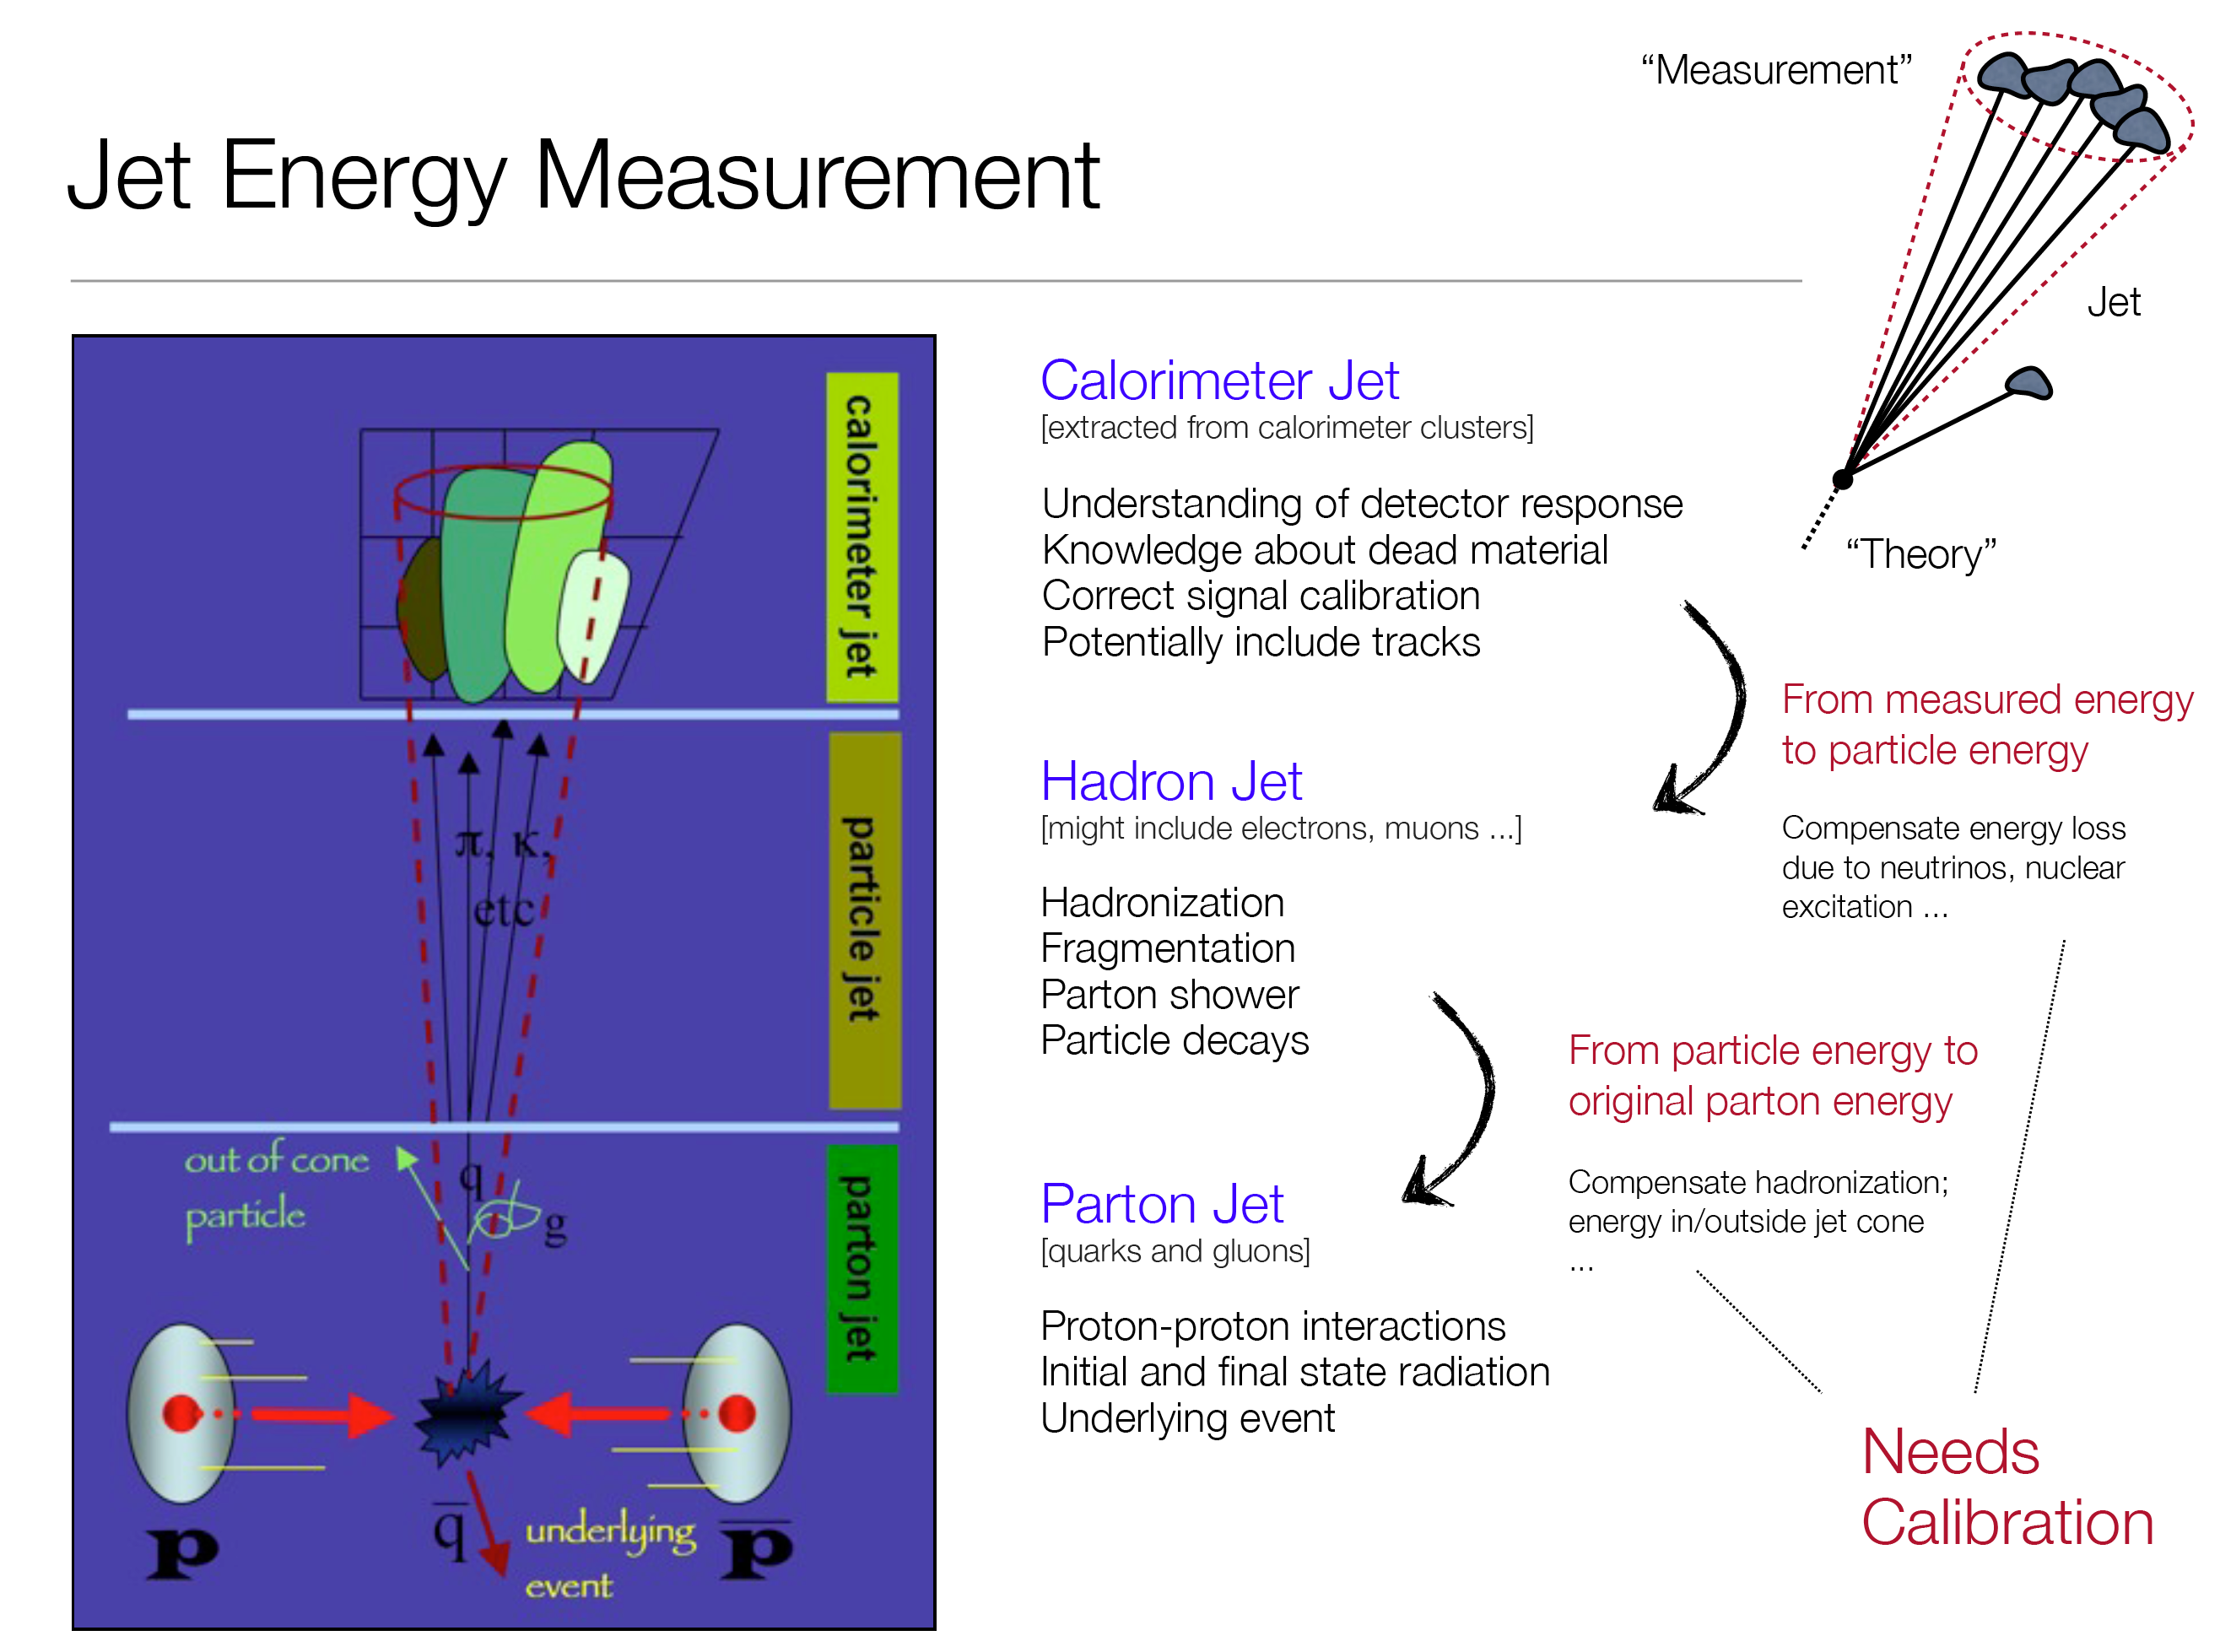 Jet Energy Measurement
“Measurement”
Jet
“Theory”
calorimeter jet
particle jet
parton jet
π, κ,
etc
out of cone
particle
q
g
p
q̅
underlying
event
p̅
Calorimeter Jet
[extracted from calorimeter clusters]
Understanding of detector response
Knowledge about dead material
Correct signal calibration
Potentially include tracks
From measured energy
to particle energy
Compensate energy loss
due to neutrinos, nuclear
excitation ...
Hadron Jet
[might include electrons, muons ...]
Hadronization
Fragmentation
Parton shower
Particle decays
From particle energy to
original parton energy
Compensate hadronization;
energy in/outside jet cone
...
Parton Jet
[quarks and gluons]
Proton-proton interactions
Initial and final state radiation
Underlying event
Needs
Calibration